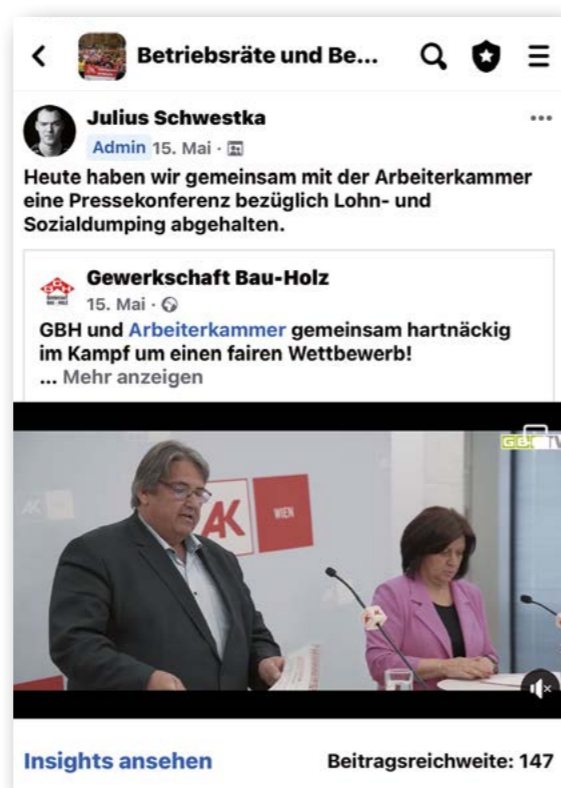 Betriebsräte und Be...
Julius Schwestka
Admin 15. Mai ·
Heute haben wir gemeinsam mit der Arbeiterkammer
eine Pressekonferenz bezüglich Lohn- und
Sozialdumping abgehalten.
Gewerkschaft Bau-Holz
15. Mai ·
GBH und Arbeiterkammer gemeinsam hartnäckig
im Kampf um einen fairen Wettbewerb!
... Mehr anzeigen
AK WIEN
AK
Insights ansehen
Beitragsreichweite: 147